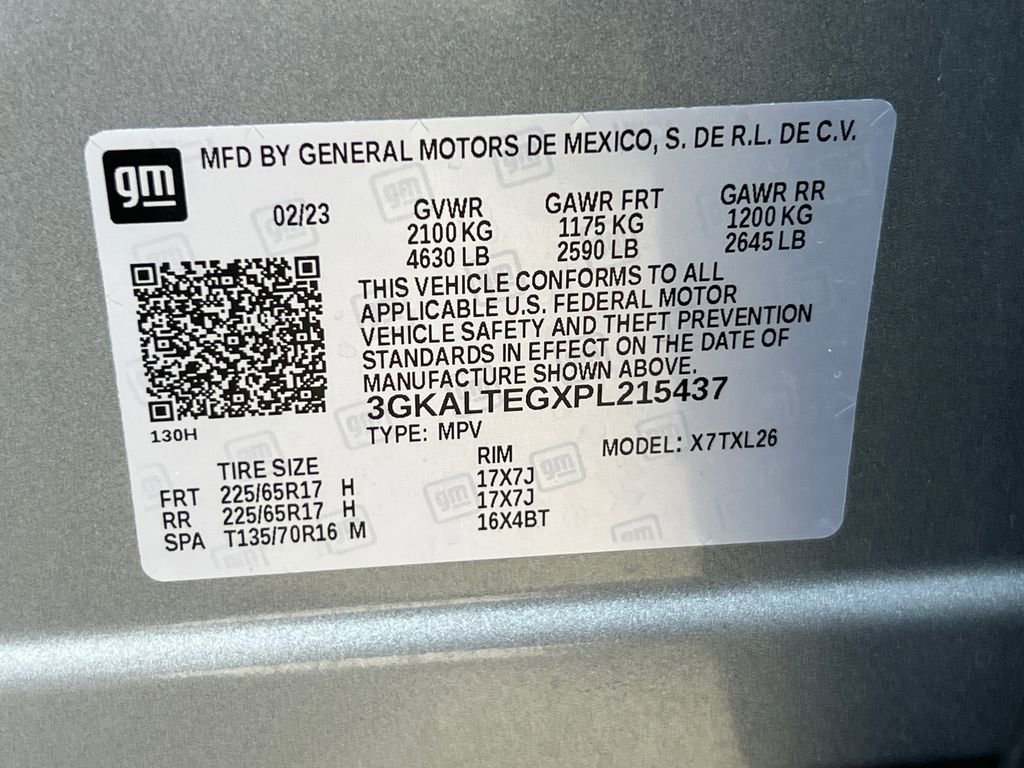 gm
MFD BY GENERAL MOTORS DE MEXICO, S. DE R.L. DE C.V.
02/23
GVWR GAWR FRT GAWR RR
2100 KG 1175 KG 1200 KG
4630 LB 2590 LB 2645 LB
THIS VEHICLE CONFORMS TO ALL
APPLICABLE U.S. FEDERAL MOTOR
VEHICLE SAFETY AND THEFT PREVENTION
STANDARDS IN EFFECT ON THE DATE OF
MANUFACTURE SHOWN ABOVE.
3GKALTEGXPL215437
130H
TYPE: MPV MODEL: X7TXL26
TIRE SIZE RIM
FRT 225/65R17 H 17X7J
RR 225/65R17 H 17X7J
SPA T135/70R16 M 16X4BT